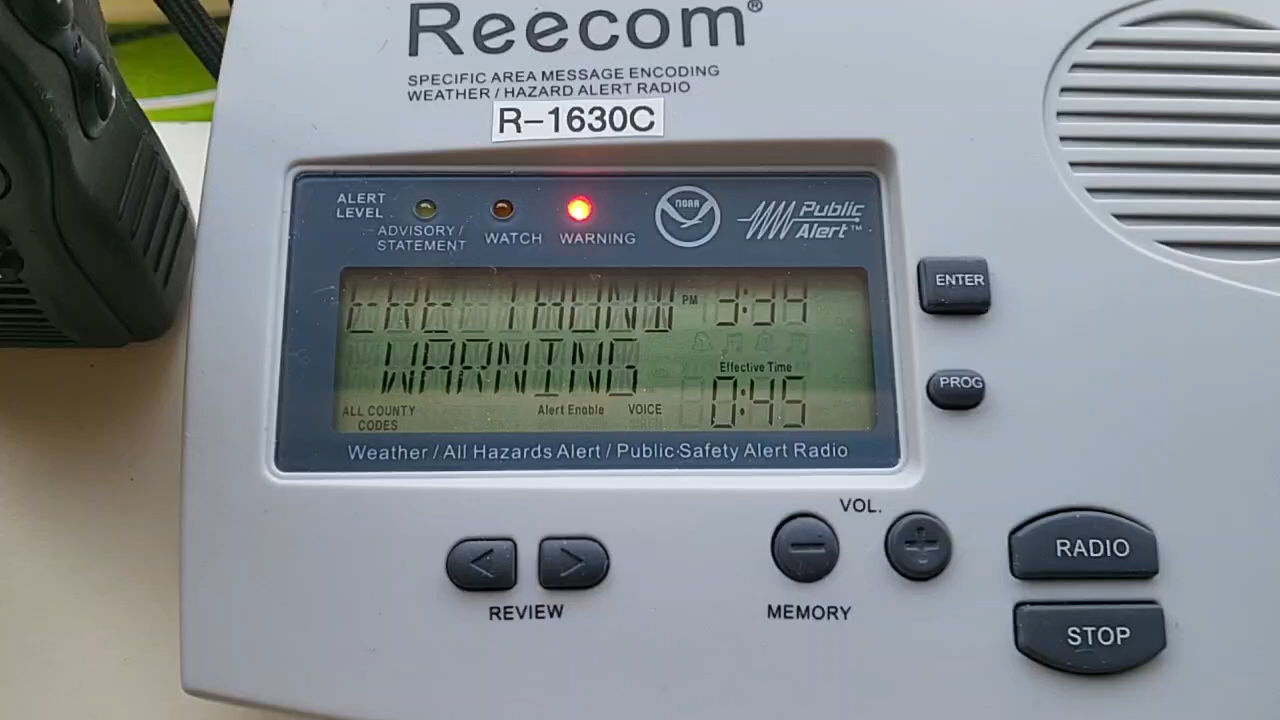 Reecom®
SPECIFIC AREA MESSAGE ENCODING
WEATHER / HAZARD ALERT RADIO
R-1630C
ALERT LEVEL
ADVISORY / STATEMENT
WATCH
WARNING
NOAA
Public Alert™
PM
WARNING
Effective Time
0:45
ALL COUNTY CODES
Alert Enable
VOICE
Weather / All Hazards Alert / Public Safety Alert Radio
ENTER
PROG
VOL.
< >
REVIEW
- +
MEMORY
RADIO
STOP